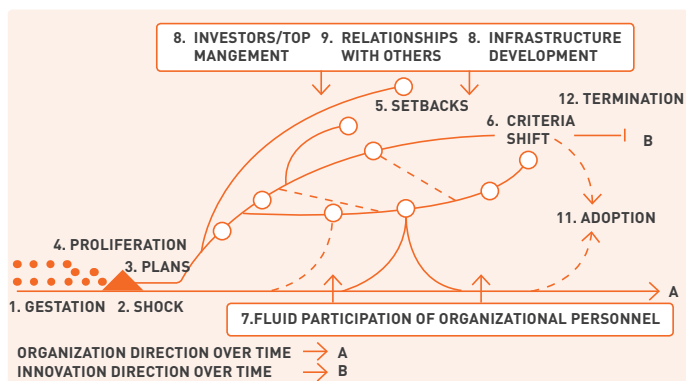 8. INVESTORS/TOP MANGEMENT
9. RELATIONSHIPS WITH OTHERS
8. INFRASTRUCTURE DEVELOPMENT
5. SETBACKS
12. TERMINATION
6. CRITERIA SHIFT
B
11. ADOPTION
4. PROLIFERATION
3. PLANS
1. GESTATION
2. SHOCK
A
7.FLUID PARTICIPATION OF ORGANIZATIONAL PERSONNEL
ORGANIZATION DIRECTION OVER TIME A
INNOVATION DIRECTION OVER TIME B